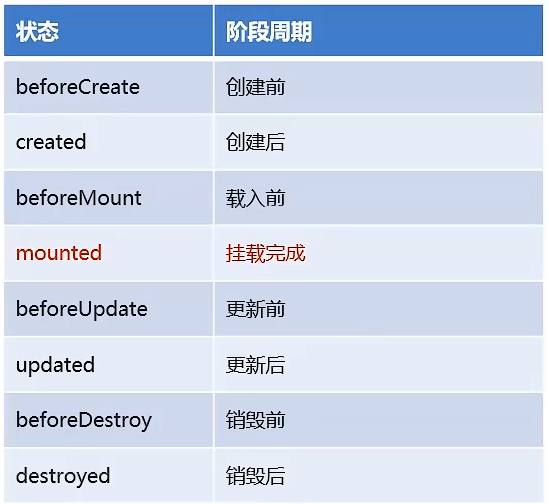 状态 阶段周期
beforeCreate 创建前
created 创建后
beforeMount 载入前
mounted 挂载完成
beforeUpdate 更新前
updated 更新后
beforeDestroy 销毁前
destroyed 销毁后